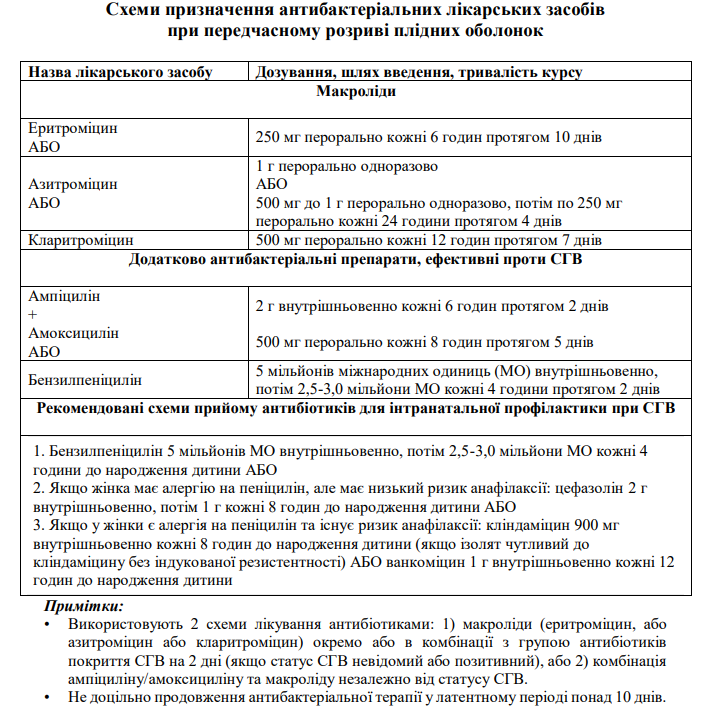 Схеми призначення антибактеріальних лікарських засобів
при передчасному розриві плідних оболонок
Назва лікарського засобу Дозування, шлях введення, тривалість курсу
Макроліди
Еритроміцин
АБО
250 мг перорально кожні 6 годин протягом 10 днів
Азитроміцин
АБО
1 г перорально одноразово
АБО
500 мг до 1 г перорально одноразово, потім по 250 мг
перорально кожні 24 години протягом 4 днів
Кларитроміцин 500 мг перорально кожні 12 годин протягом 7 днів
Додатково антибактеріальні препарати, ефективні проти СГВ
Ампіцилін
+
Амоксицилін
АБО
2 г внутрішньовенно кожні 6 годин протягом 2 днів
500 мг перорально кожні 8 годин протягом 5 днів
Бензилпеніцилін
5 мільйонів міжнародних одиниць (МО) внутрішньовенно,
потім 2,5-3,0 мільйони МО кожні 4 години протягом 2 днів
Рекомендовані схеми прийому антибіотиків для інтранатальної профілактики при СГВ
1. Бензилпеніцилін 5 мільйонів МО внутрішньовенно, потім 2,5-3,0 мільйони МО кожні 4
години до народження дитини АБО
2. Якщо жінка має алергію на пеніцилін, але має низький ризик анафілаксії: цефазолін 2 г
внутрішньовенно, потім 1 г кожні 8 годин до народження дитини АБО
3. Якщо у жінки є алергія на пеніцилін та існує ризик анафілаксії: кліндаміцин 900 мг
внутрішньовенно кожні 8 годин до народження дитини (якщо ізолят чутливий до
кліндаміцину без індукованої резистентності) АБО ванкоміцин 1 г внутрішньовенно кожні 12
годин до народження дитини
Примітки:
• Використовують 2 схеми лікування антибіотиками: 1) макроліди (еритроміцин, або
азитроміцин або кларитроміцин) окремо або в комбінації з групою антибіотиків
покриття СГВ на 2 дні (якщо статус СГВ невідомий або позитивний), або 2) комбінація
ампіциліну/амоксициліну та макроліду незалежно від статусу СГВ.
• Не доцільно продовження антибактеріальної терапії у латентному періоді понад 10 днів.